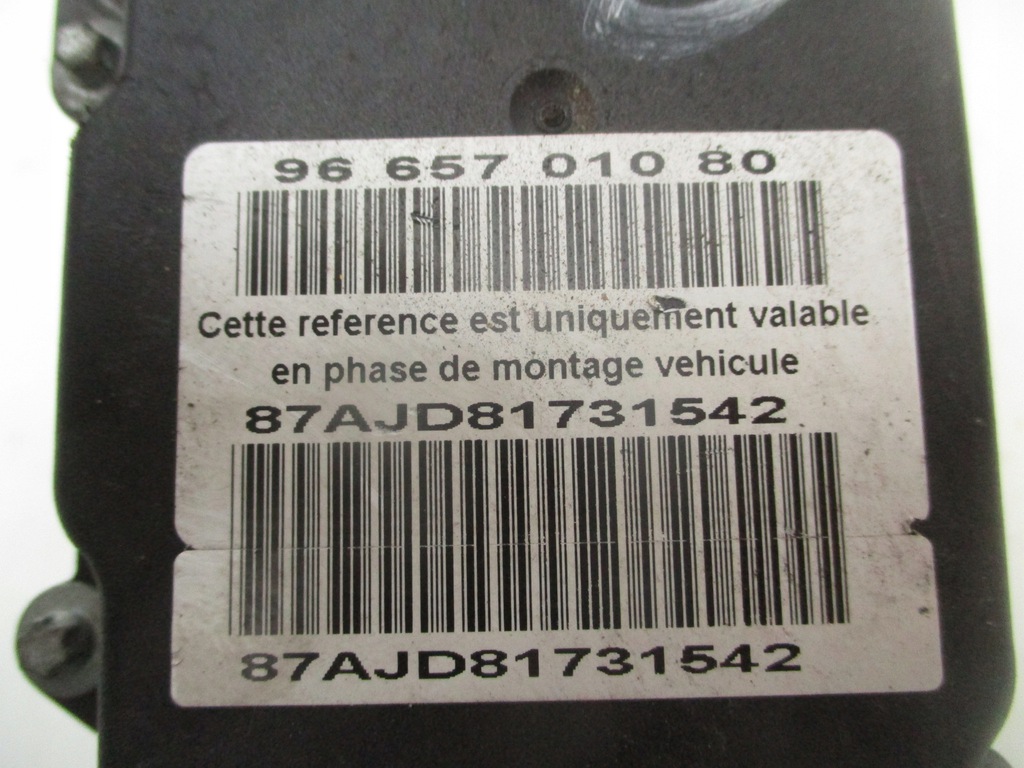 96 657 010 80
Cette reference est uniquement valable
en phase de montage vehicule
87AJD81731542
87AJD81731542